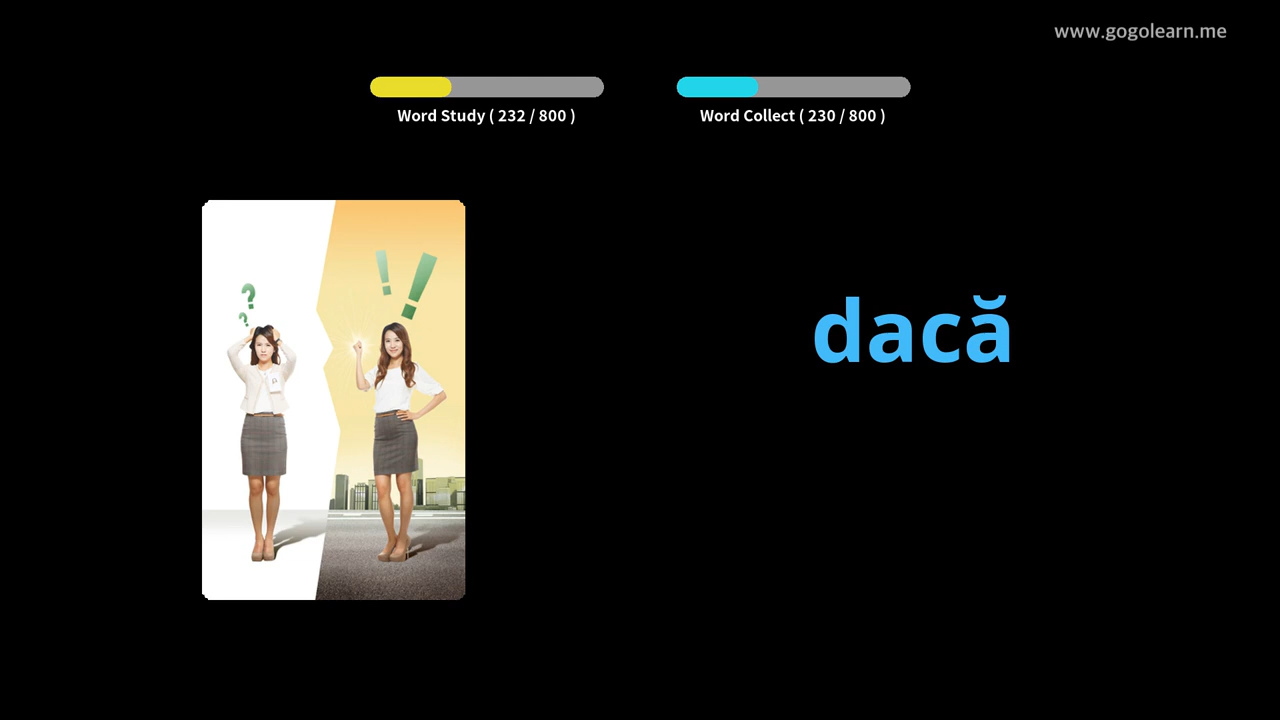 www.gogolearn.me
Word Study ( 232 / 800 )
Word Collect ( 230 / 800 )
? ?
! !
dacă